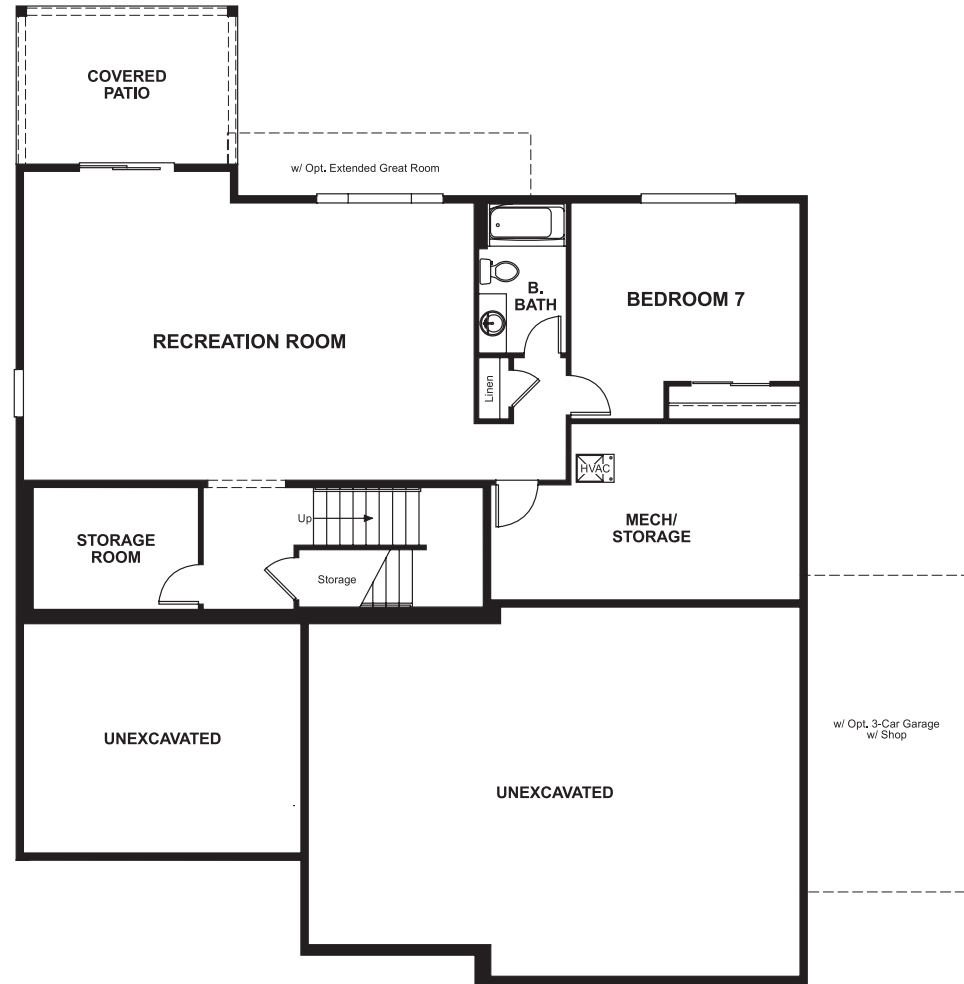 COVERED
PATIO
w/ Opt. Extended Great Room
B.
BATH
BEDROOM 7
RECREATION ROOM
Linen
HVAC
Up
MECH/
STORAGE
STORAGE
ROOM
Storage
w/ Opt. 3-Car Garage
w/ Shop
UNEXCAVATED
UNEXCAVATED